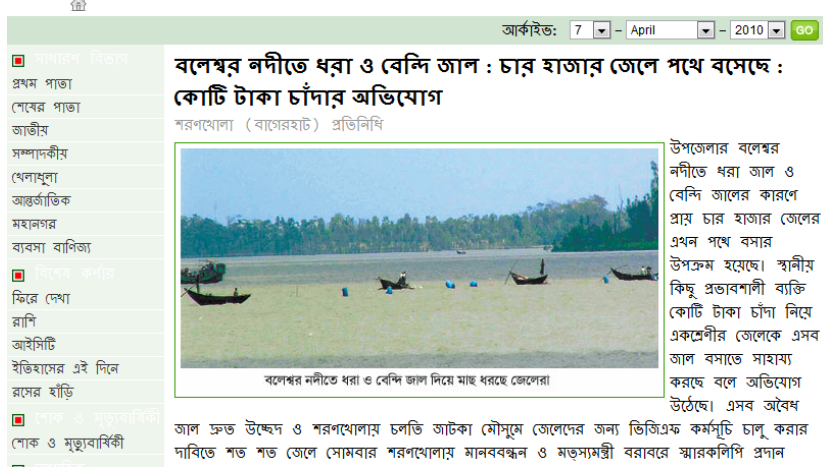 আর্কাইভ: 7 - April - 2010 GO
সাধারণ বিভাগ
প্রথম পাতা
শেষের পাতা
জাতীয়
সম্পাদকীয়
খেলাধুলা
আন্তর্জাতিক
মহানগর
ব্যবসা বাণিজ্য
বিশেষ কর্ণার
ফিরে দেখা
রাশি
আইসিটি
ইতিহাসের এই দিনে
রসের হাঁড়ি
শোক ও মৃত্যুবার্ষিকী
শোক ও মৃত্যুবার্ষিকী
বলেশ্বর নদীতে ধরা ও বেন্দি জাল : চার হাজার জেলে পথে বসেছে :
কোটি টাকা চাঁদার অভিযোগ
শরণখোলা (বাগেরহাট) প্রতিনিধি
বলেশ্বর নদীতে ধরা ও বেন্দি জাল দিয়ে মাছ ধরছে জেলেরা
উপজেলার বলেশ্বর
নদীতে ধরা জাল ও
বেন্দি জালের কারণে
প্রায় চার হাজার জেলের
এখন পথে বসার
উপক্রম হয়েছে। স্থানীয়
কিছু প্রভাবশালী ব্যক্তি
কোটি টাকা চাঁদা নিয়ে
একশ্রেণীর জেলেকে এসব
জাল বসাতে সাহায্য
করছে বলে অভিযোগ
উঠেছে। এসব অবৈধ
জাল দ্রুত উচ্ছেদ ও শরণখোলায় চলতি জাটকা মৌসুমে জেলেদের জন্য ভিজিএফ কর্মসূচি চালু করার
দাবিতে শত শত জেলে সোমবার শরণখোলায় মানববন্ধন ও মত্স্যমন্ত্রী বরাবরে স্মারকলিপি প্রদান